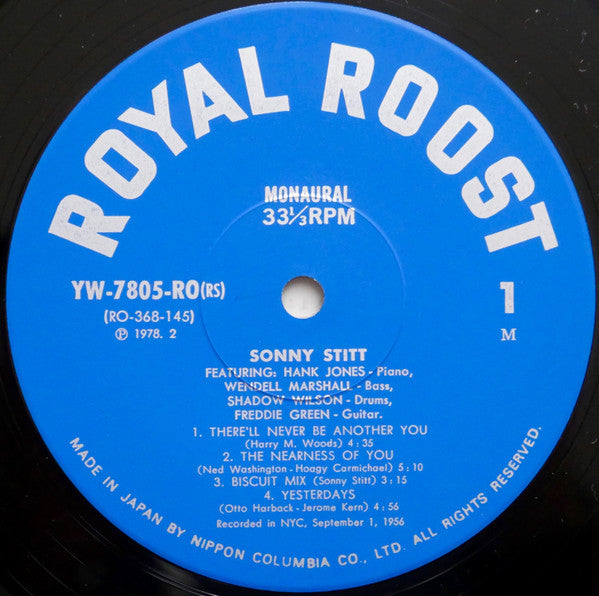 ROYAL ROOST
MONAURAL
33⅓RPM
YW-7805-RO(RS)
(RO-368-145)
℗ 1978. 2
1
M
SONNY STITT
FEATURING: HANK JONES - Piano,
WENDELL MARSHALL - Bass,
SHADOW WILSON - Drums,
FREDDIE GREEN - Guitar.
1. THERE'LL NEVER BE ANOTHER YOU
(Harry M. Woods) 4:35
2. THE NEARNESS OF YOU
(Ned Washington - Hoagy Carmichael) 5:10
3. BISCUIT MIX (Sonny Stitt) 3:15
4. YESTERDAYS
(Otto Harback - Jerome Kern) 4:56
Recorded in NYC, September 1, 1956
MADE IN JAPAN BY NIPPON COLUMBIA CO., LTD. ALL RIGHTS RESERVED.